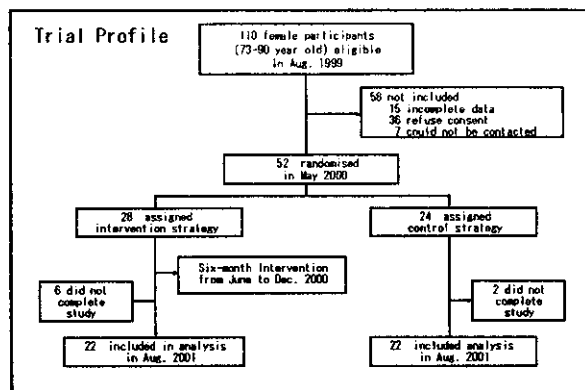 Trial Profile
110 female participants
(73-90 year old) eligible
in Aug. 1999
58 not included
15 incomplete data
36 refuse consent
7 could not be contacted
52 randomised
in May 2000
28 assigned
intervention strategy
24 assigned
control strategy
Six-month Intervention
from June to Dec. 2000
6 did not
complete study
2 did not
complete study
22 included in analysis
in Aug. 2001
22 included analysis
in Aug. 2001